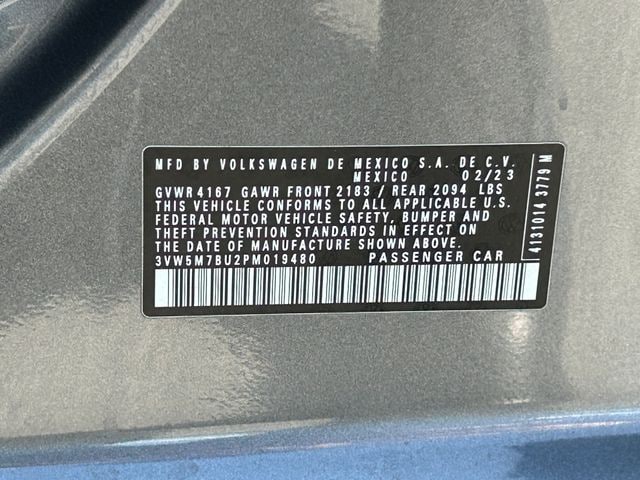 MFD BY VOLKSWAGEN DE MEXICO S.A. DE C.V.
MEXICO 02/23
GVWR 4167 GAWR FRONT 2183 / REAR 2094 LBS
THIS VEHICLE CONFORMS TO ALL APPLICABLE U.S.
FEDERAL MOTOR VEHICLE SAFETY, BUMPER AND
THEFT PREVENTION STANDARDS IN EFFECT ON
THE DATE OF MANUFACTURE SHOWN ABOVE.
3VW5M7BU2PM019480 PASSENGER CAR
4131014 3779 M